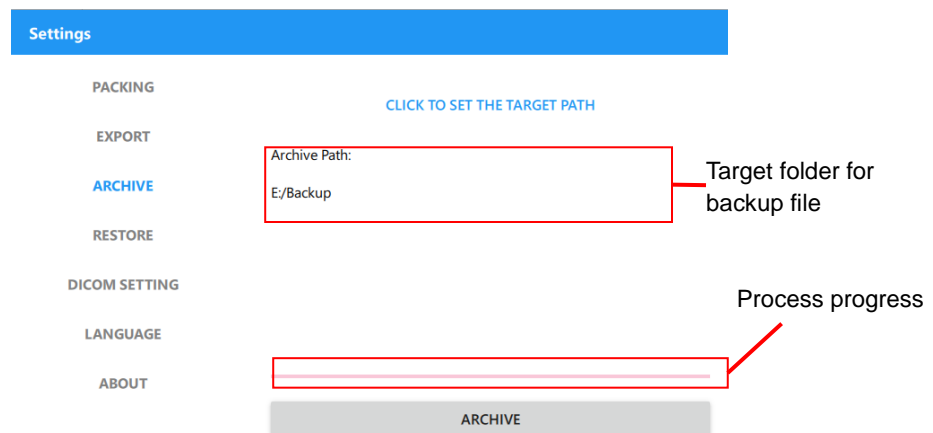 Settings
PACKING
EXPORT
ARCHIVE
RESTORE
DICOM SETTING
LANGUAGE
ABOUT
CLICK TO SET THE TARGET PATH
Archive Path:
E:/Backup
Target folder for
backup file
Process progress
ARCHIVE